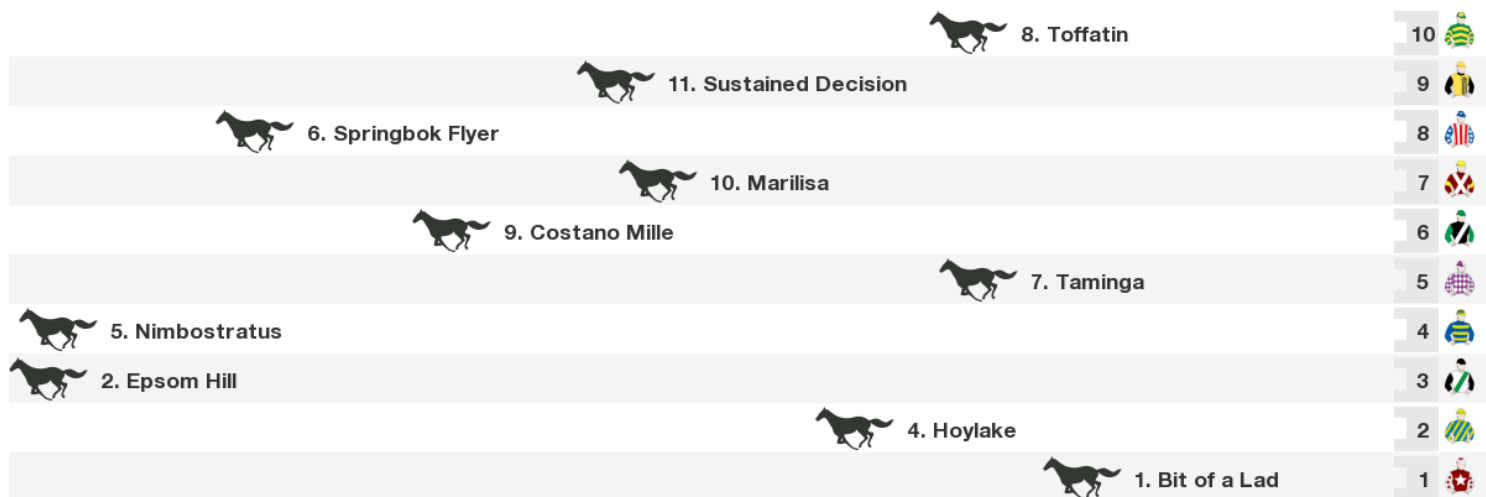 8. Toffatin 10
11. Sustained Decision 9
6. Springbok Flyer 8
10. Marilisa 7
9. Costano Mille 6
7. Taminga 5
5. Nimbostratus 4
2. Epsom Hill 3
4. Hoylake 2
1. Bit of a Lad 1